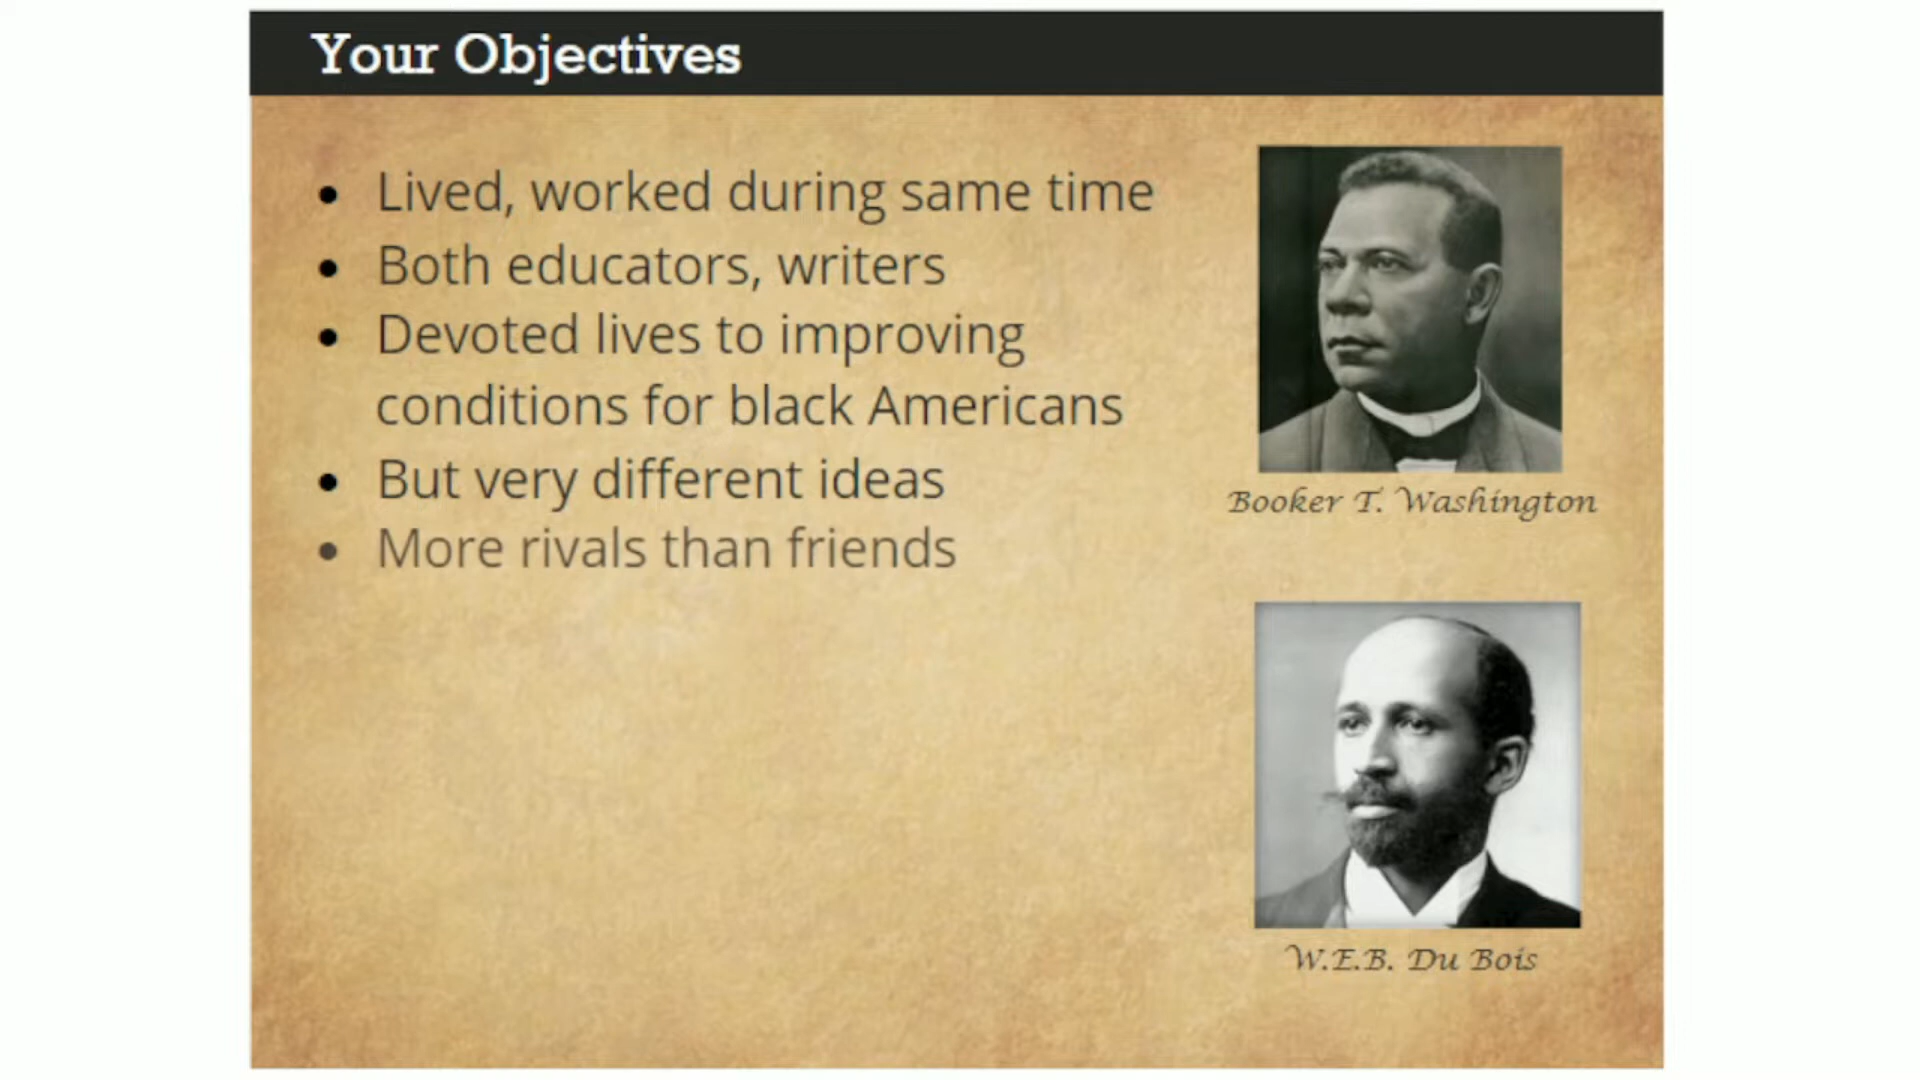 Your Objectives
• Lived, worked during same time
• Both educators, writers
• Devoted lives to improving
conditions for black Americans
• But very different ideas
• More rivals than friends
Booker T. Washington
W.E.B. Du Bois